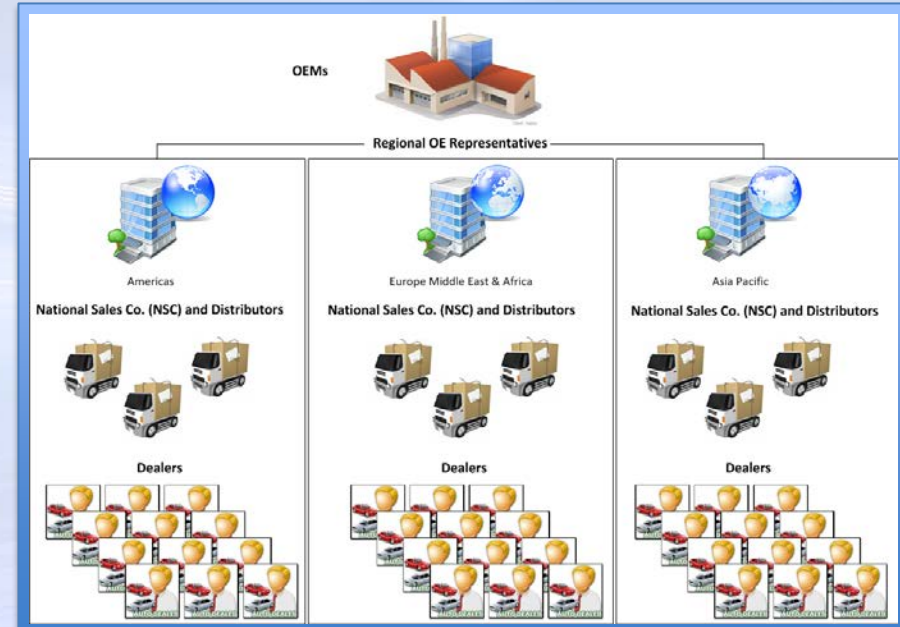 OEMs
Regional OE Representatives
Americas
Europe Middle East & Africa
Asia Pacific
National Sales Co. (NSC) and Distributors
National Sales Co. (NSC) and Distributors
National Sales Co. (NSC) and Distributors
Dealers
Dealers
Dealers